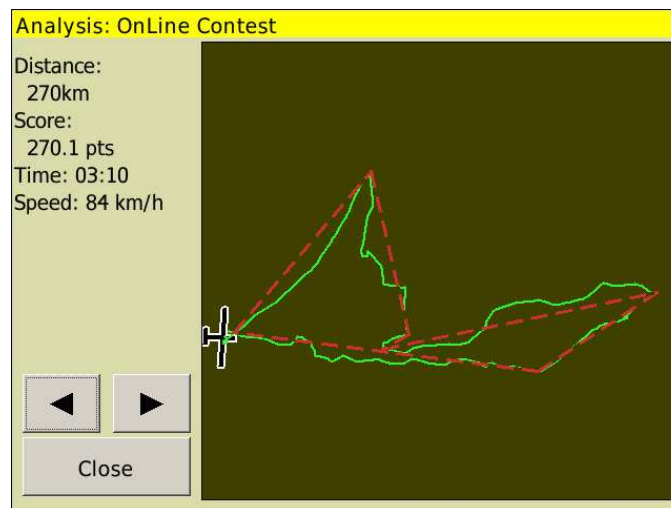 Analysis: OnLine Contest
Distance:
270km
Score:
270.1 pts
Time: 03:10
Speed: 84 km/h
Close